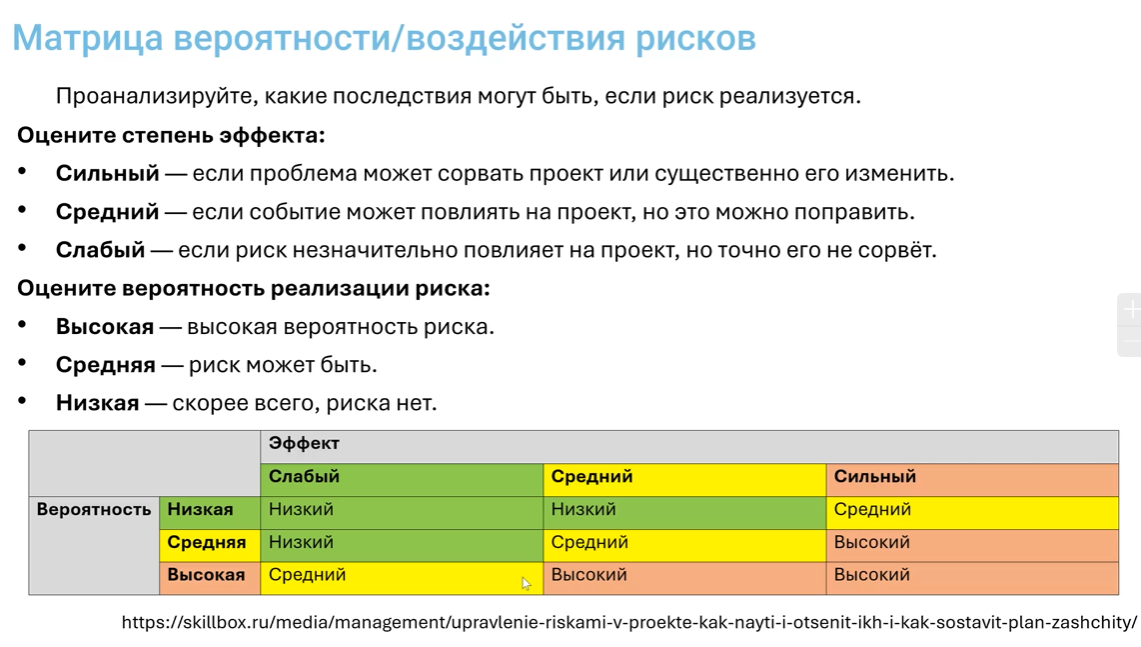 Матрица вероятности/воздействия рисков
Проанализируйте, какие последствия могут быть, если риск реализуется.
Оцените степень эффекта:
• Сильный — если проблема может сорвать проект или существенно его изменить.
• Средний — если событие может повлиять на проект, но это можно поправить.
• Слабый — если риск незначительно повлияет на проект, но точно его не сорвёт.
Оцените вероятность реализации риска:
• Высокая — высокая вероятность риска.
• Средняя — риск может быть.
• Низкая — скорее всего, риска нет.
Эффект
Слабый Средний Сильный
Вероятность Низкая Низкий Низкий Средний
Средняя Низкий Средний Высокий
Высокая Средний Высокий Высокий
https://skillbox.ru/media/management/upravlenie-riskami-v-proekte-kak-nayti-i-otsenit-ikh-i-kak-sostavit-plan-zashchity/